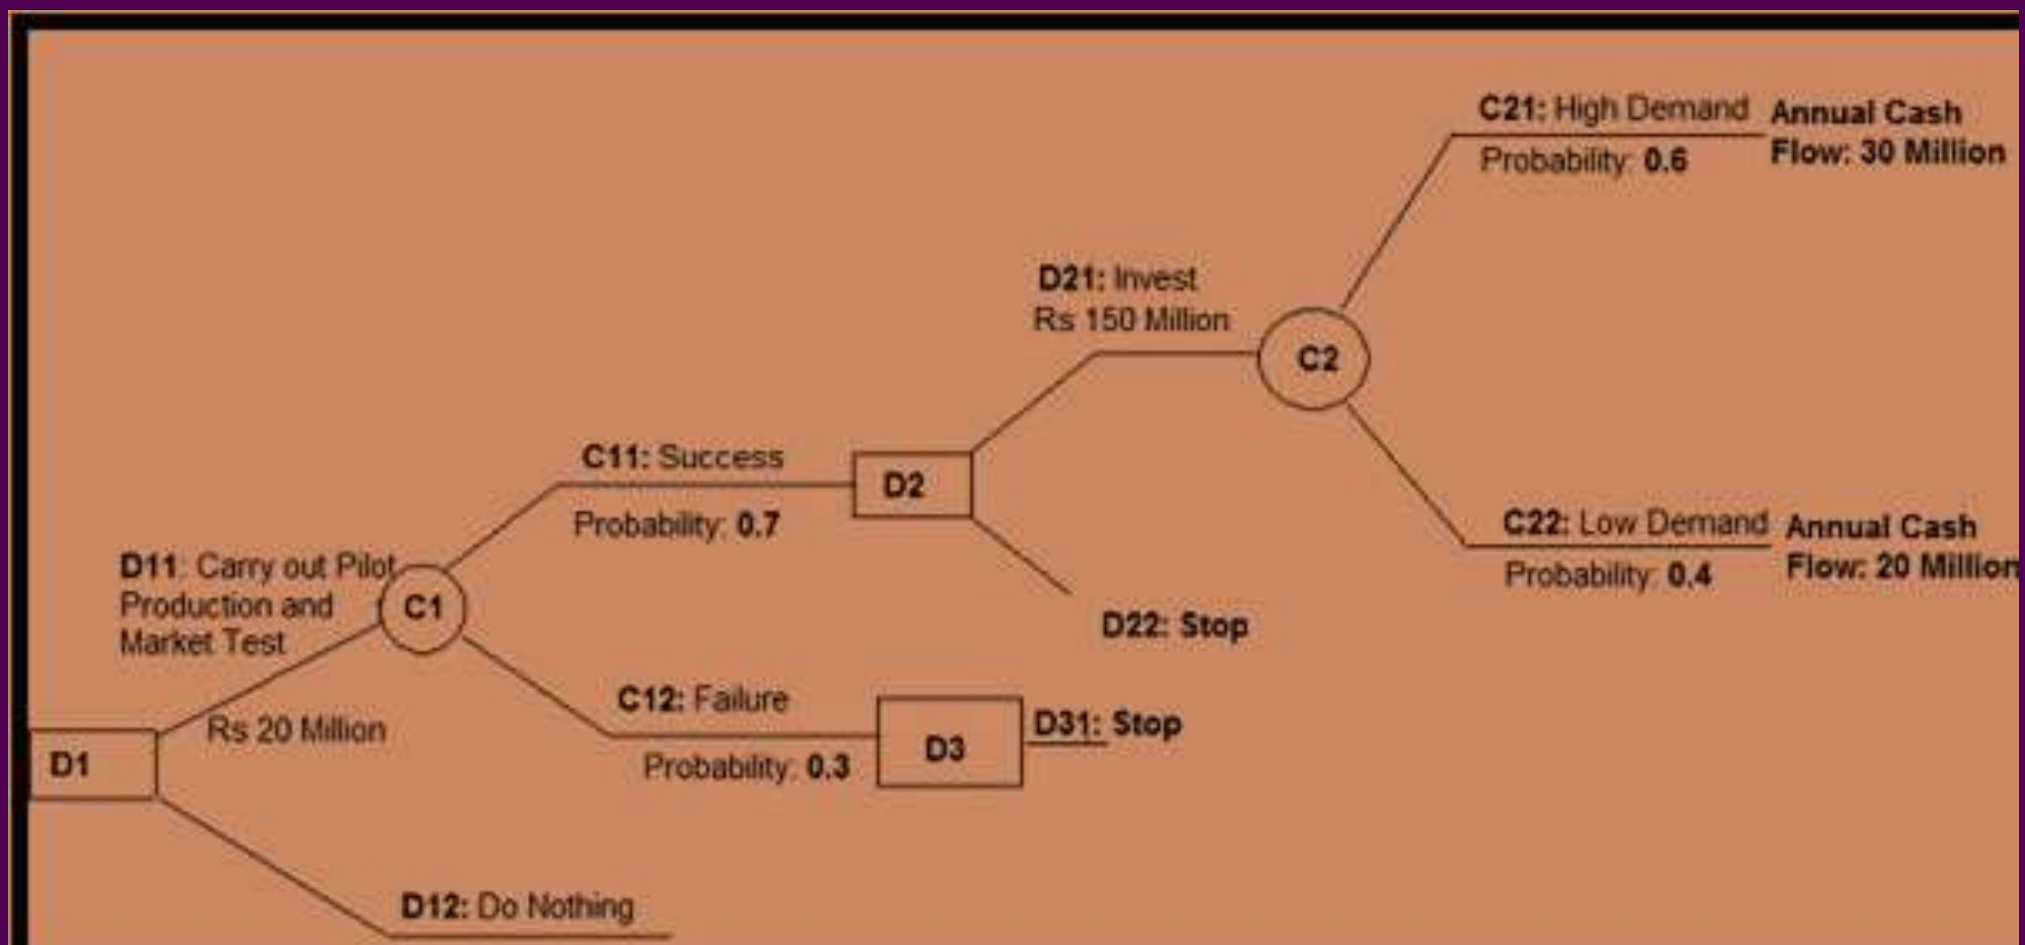 C21: High Demand
Probability: 0.6
Annual Cash
Flow: 30 Million
D21: Invest
Rs 150 Million
C2
C11: Success
Probability: 0.7
D2
C22: Low Demand
Probability: 0.4
Annual Cash
Flow: 20 Million
D11: Carry out Pilot
Production and
Market Test
C1
D22: Stop
Rs 20 Million
C12: Failure
Probability: 0.3
D3
D31: Stop
D1
D12: Do Nothing